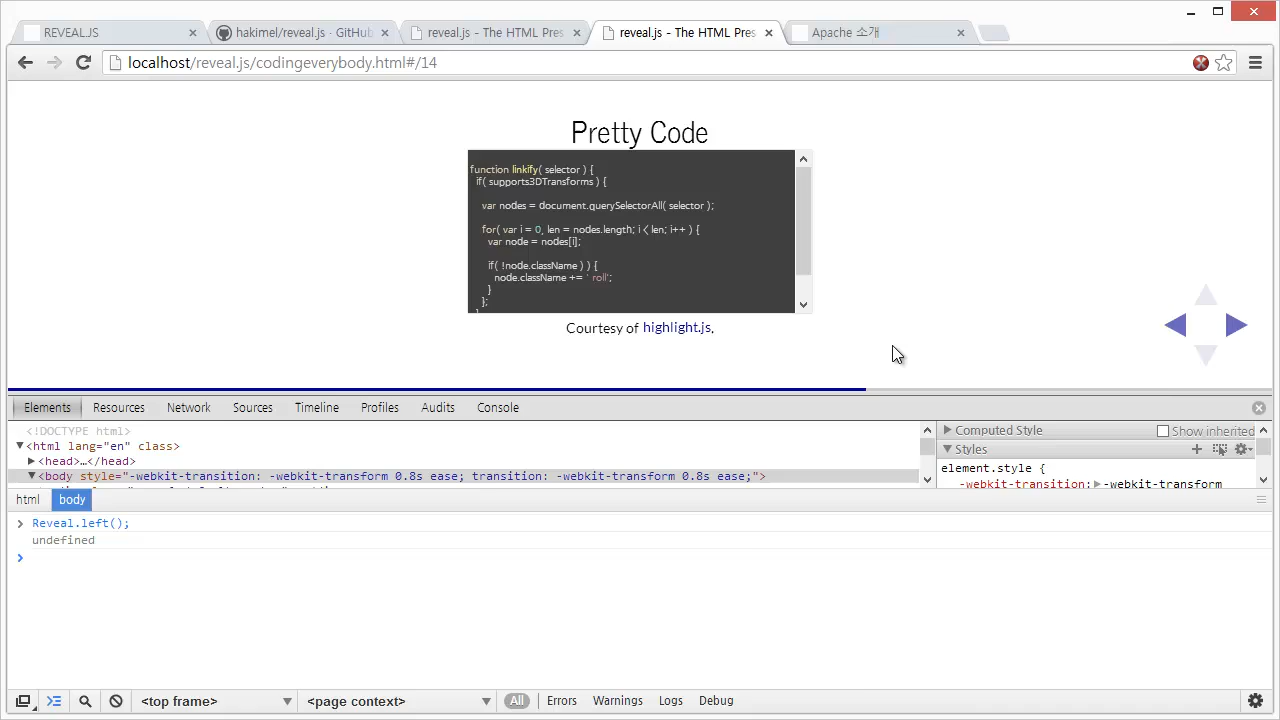 REVEALJS
hakimel/reveal.js · GitHub
reveal.js - The HTML Pres
reveal.js - The HTML Pres
Apache 소개
localhost/reveal.js/codingeverybody.html#/14
Pretty Code
function linkify( selector ) {
if( supports3DTransforms ) {
var nodes = document.querySelectorAll( selector );
for( var i = 0, len = nodes.length; i < len; i++ ) {
var node = nodes[i];
if( !node.className ) ) {
node.className += ' roll';
}
};
}
Courtesy of highlight.js.
Elements Resources Network Sources Timeline Profiles Audits Console
<!DOCTYPE html>
<html lang="en" class>
<head>…</head>
<body style="-webkit-transition: -webkit-transform 0.8s ease; transition: -webkit-transform 0.8s ease;">
Computed Style Show inherited
Styles
element.style {
-webkit-transition: -webkit-transform
html body
Reveal.left();
undefined
<top frame> <page context> All Errors Warnings Logs Debug